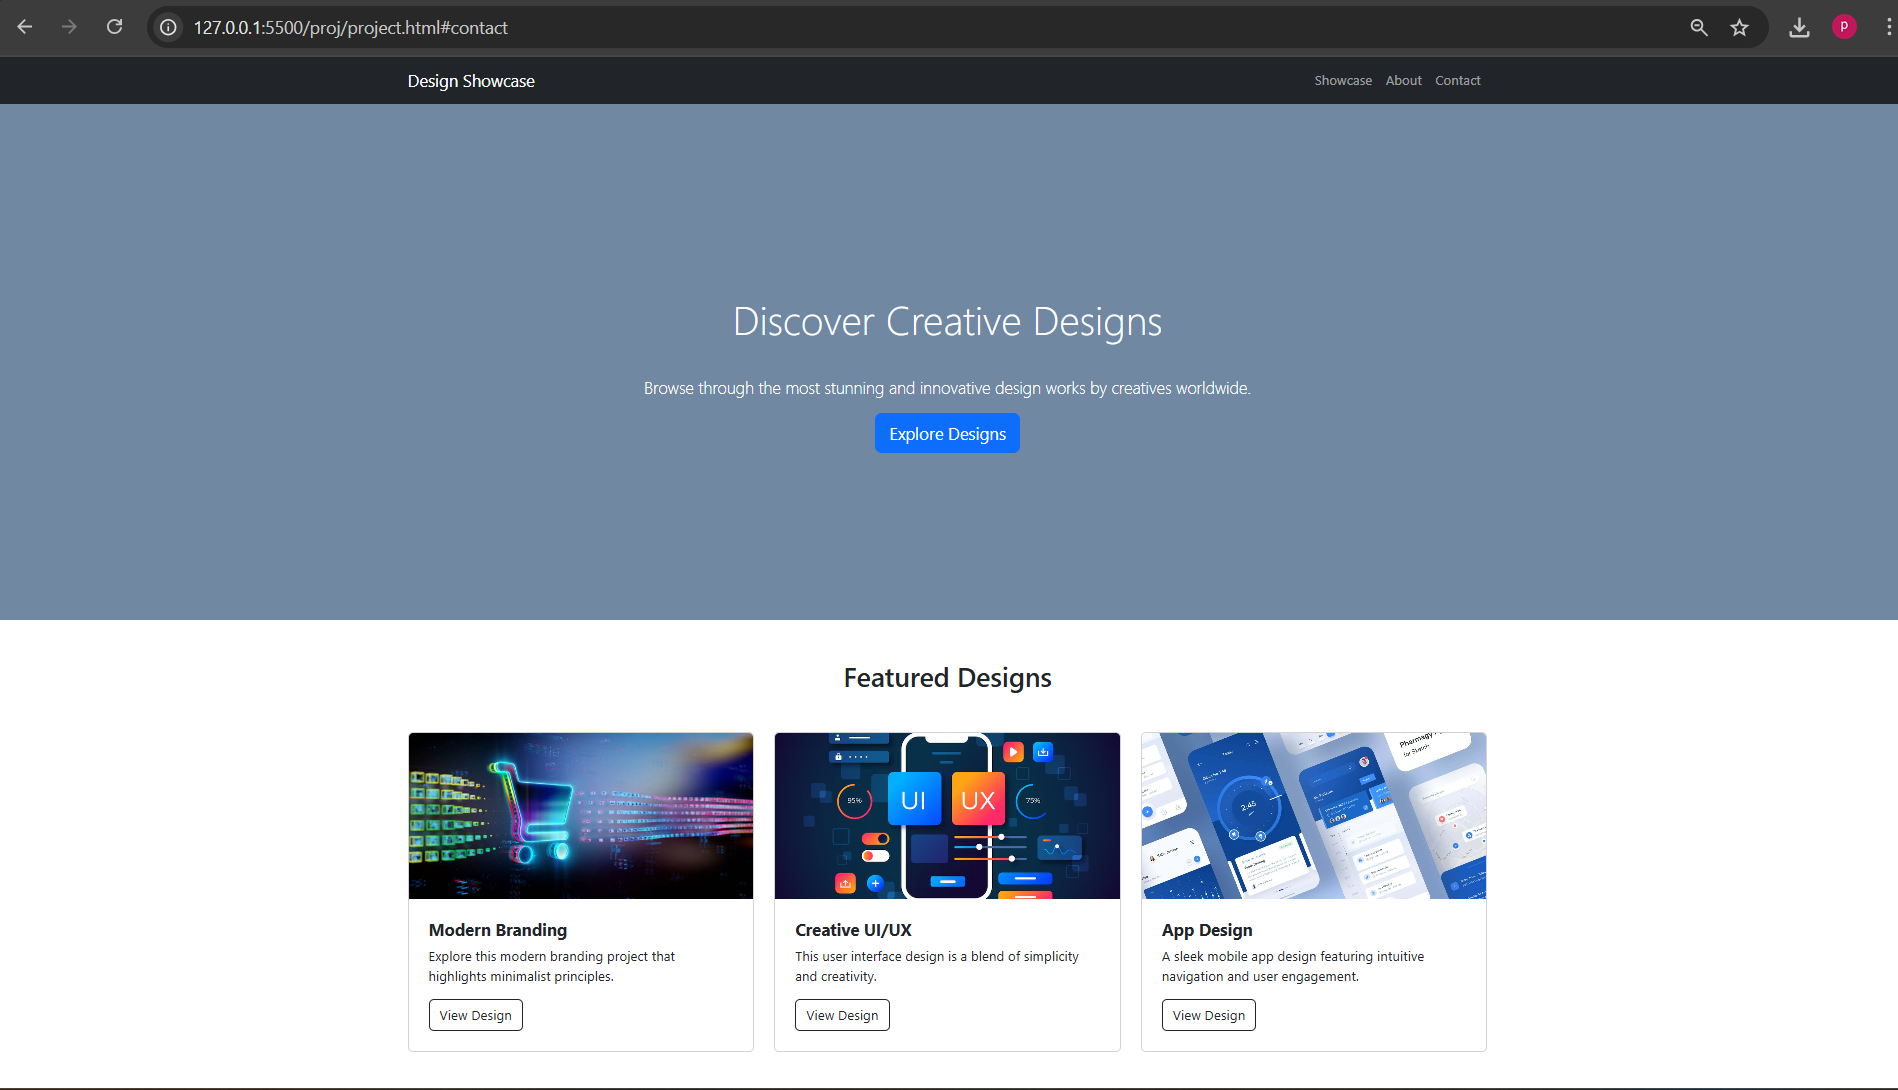 127.0.0.1:5500/proj/project.html#contact
P
Design Showcase
Showcase About Contact
Discover Creative Designs
Browse through the most stunning and innovative design works by creatives worldwide.
Explore Designs
Featured Designs
95%
UI
UX
75%
2:45
for Sketch
Modern Branding
Explore this modern branding project that
highlights minimalist principles.
View Design
Creative UI/UX
This user interface design is a blend of simplicity
and creativity.
View Design
App Design
A sleek mobile app design featuring intuitive
navigation and user engagement.
View Design